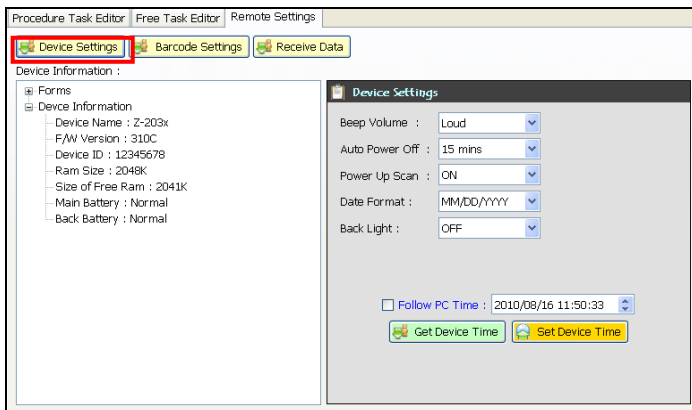 Procedure Task Editor Free Task Editor Remote Settings
Device Settings Barcode Settings Receive Data
Device Information :
Forms
Devce Information
Device Name : Z-203x
F/W Version : 310C
Device ID : 12345678
Ram Size : 2048K
Size of Free Ram : 2041K
Main Battery : Normal
Back Battery : Normal
Device Settings
Beep Volume : Loud
Auto Power Off : 15 mins
Power Up Scan : ON
Date Format : MM/DD/YYYY
Back Light : OFF
Follow PC Time : 2010/08/16 11:50:33
Get Device Time Set Device Time